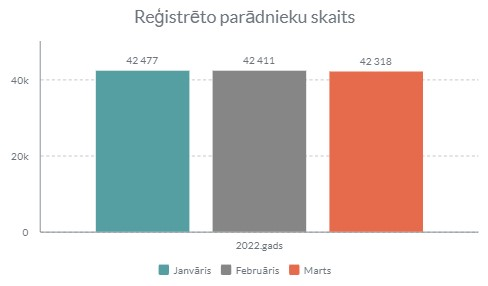 Reģistrēto parādnieku skaits
42 477
42 411
42 318
40k
20k
0
2022.gads
Janvāris
Februāris
Marts